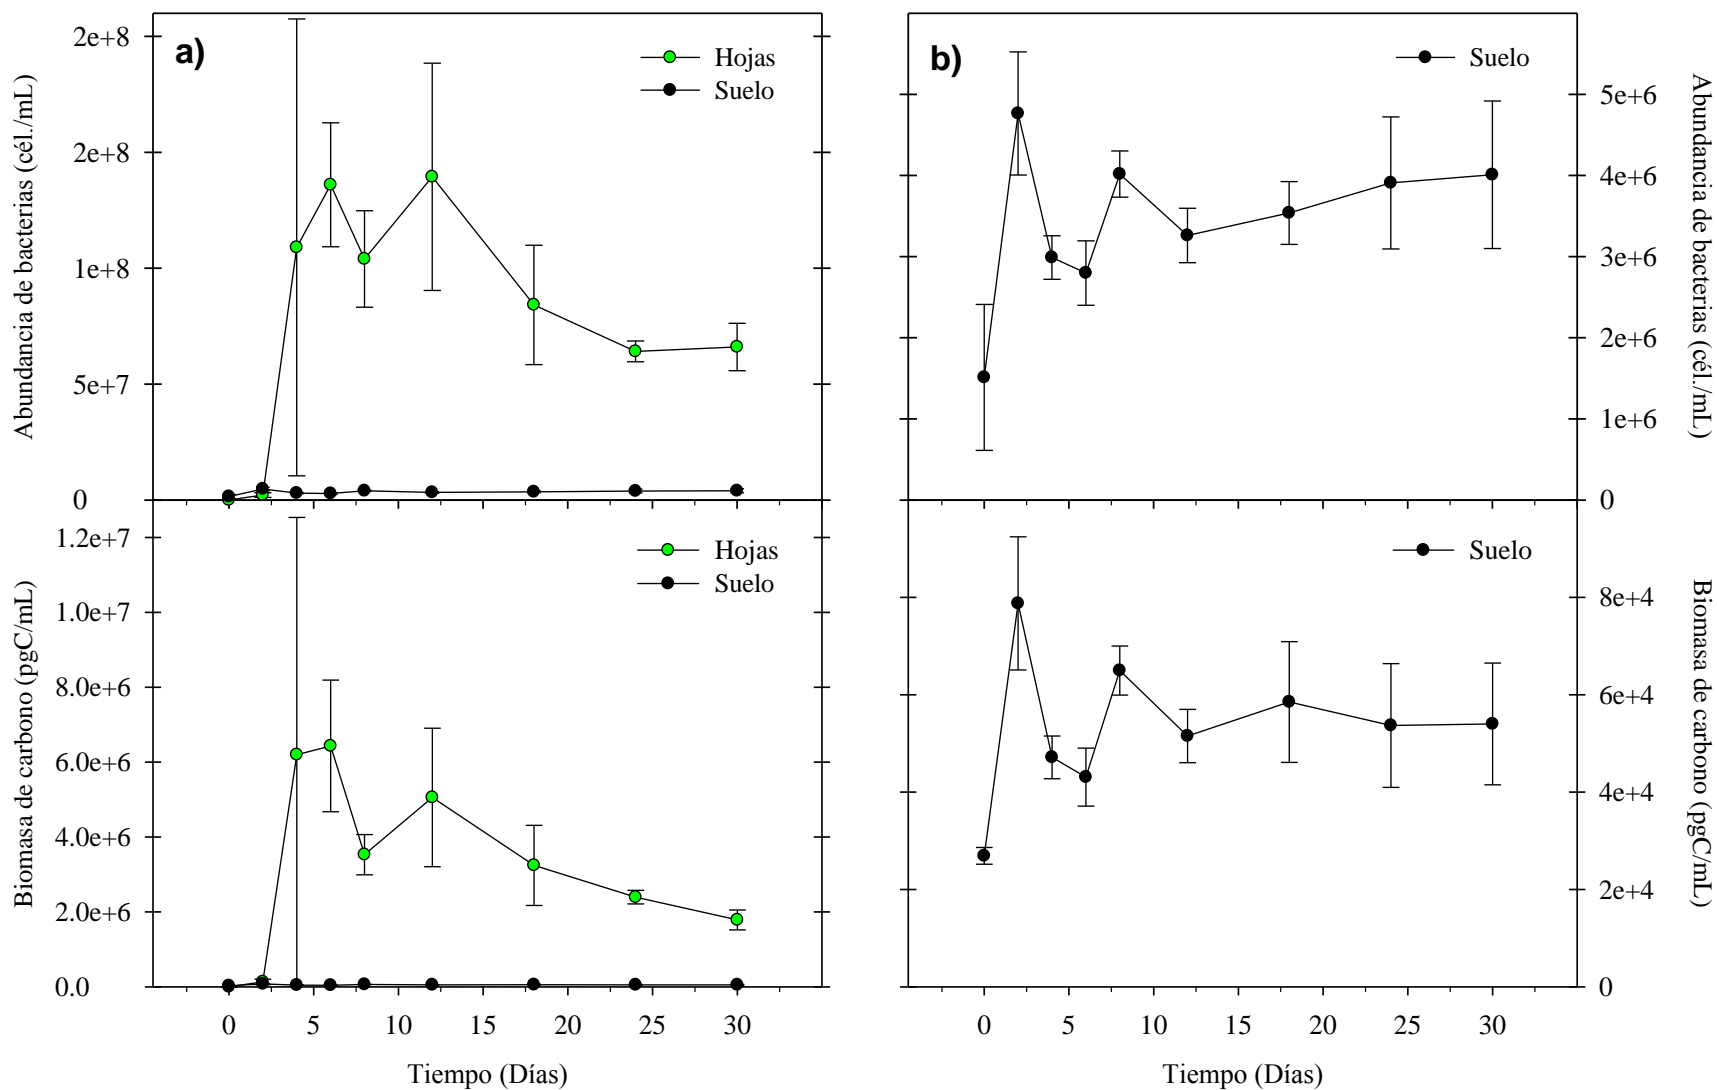 a)
Hojas
Suelo
2e+8
2e+8
1e+8
5e+7
0
Abundancia de bacterias (cél./mL)
b)
Suelo
5e+6
4e+6
3e+6
2e+6
1e+6
0
Abundancia de bacterias (cél./mL)
Hojas
Suelo
1.2e+7
1.0e+7
8.0e+6
6.0e+6
4.0e+6
2.0e+6
0.0
Biomasa de carbono (pgC/mL)
0 5 10 15 20 25 30
Tiempo (Días)
Suelo
8e+4
6e+4
4e+4
2e+4
0
Biomasa de carbono (pgC/mL)
0 5 10 15 20 25 30
Tiempo (Días)